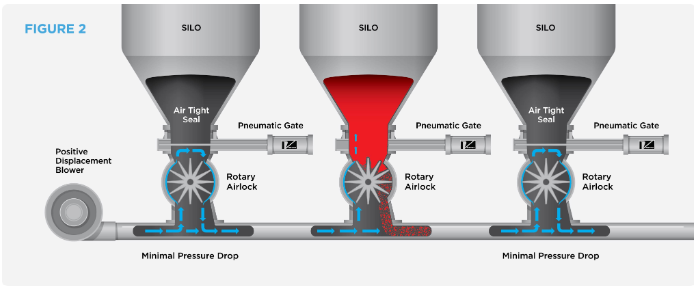 FIGURE 2
SILO
SILO
SILO
Air Tight
Seal
Air Tight
Seal
Pneumatic Gate
Pneumatic Gate
Pneumatic Gate
Positive
Displacement
Blower
Rotary
Airlock
Rotary
Airlock
Rotary
Airlock
Minimal Pressure Drop
Minimal Pressure Drop